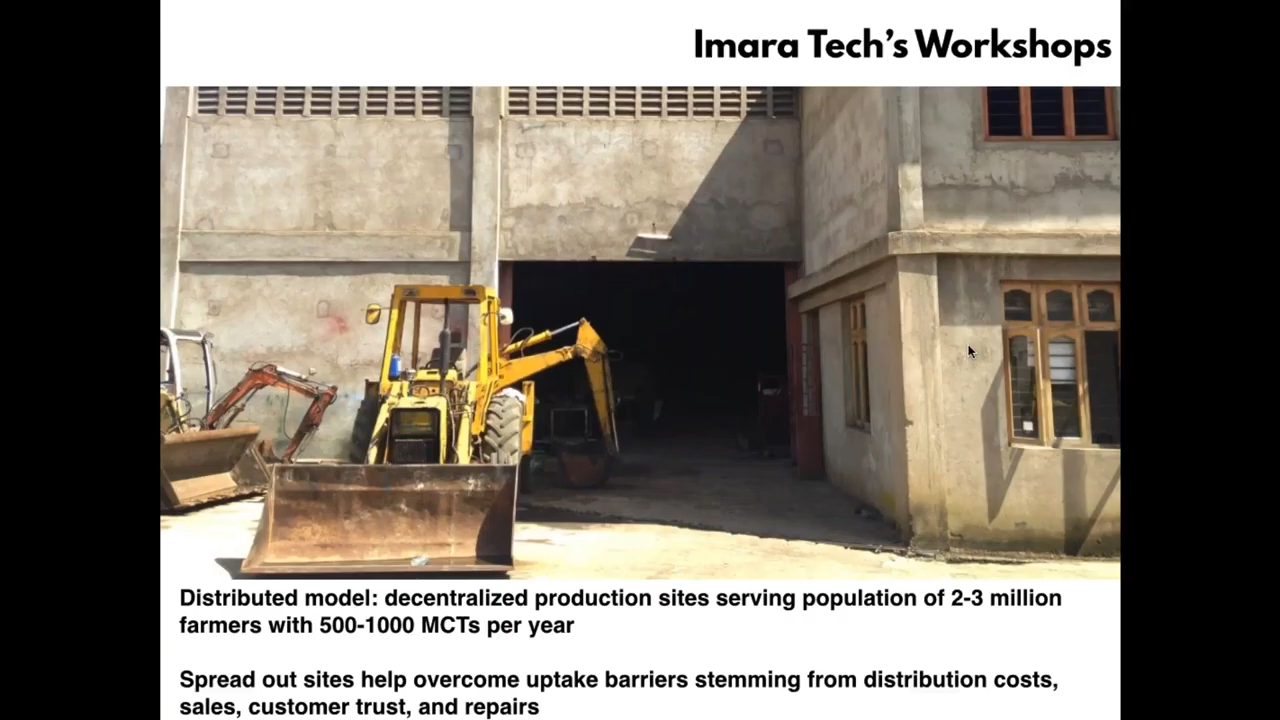 Imara Tech’s Workshops
Distributed model: decentralized production sites serving population of 2-3 million
farmers with 500-1000 MCTs per year
Spread out sites help overcome uptake barriers stemming from distribution costs,
sales, customer trust, and repairs